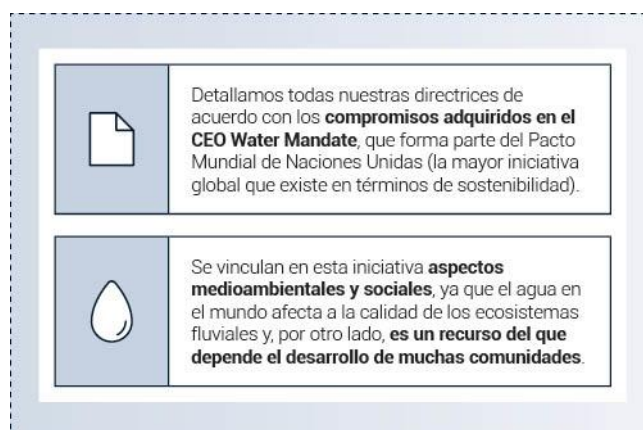 Detallamos todas nuestras directrices de
acuerdo con los compromisos adquiridos en el
CEO Water Mandate, que forma parte del Pacto
Mundial de Naciones Unidas (la mayor iniciativa
global que existe en términos de sostenibilidad).
Se vinculan en esta iniciativa aspectos
medioambientales y sociales, ya que el agua en
el mundo afecta a la calidad de los ecosistemas
fluviales y, por otro lado, es un recurso del que
depende el desarrollo de muchas comunidades.